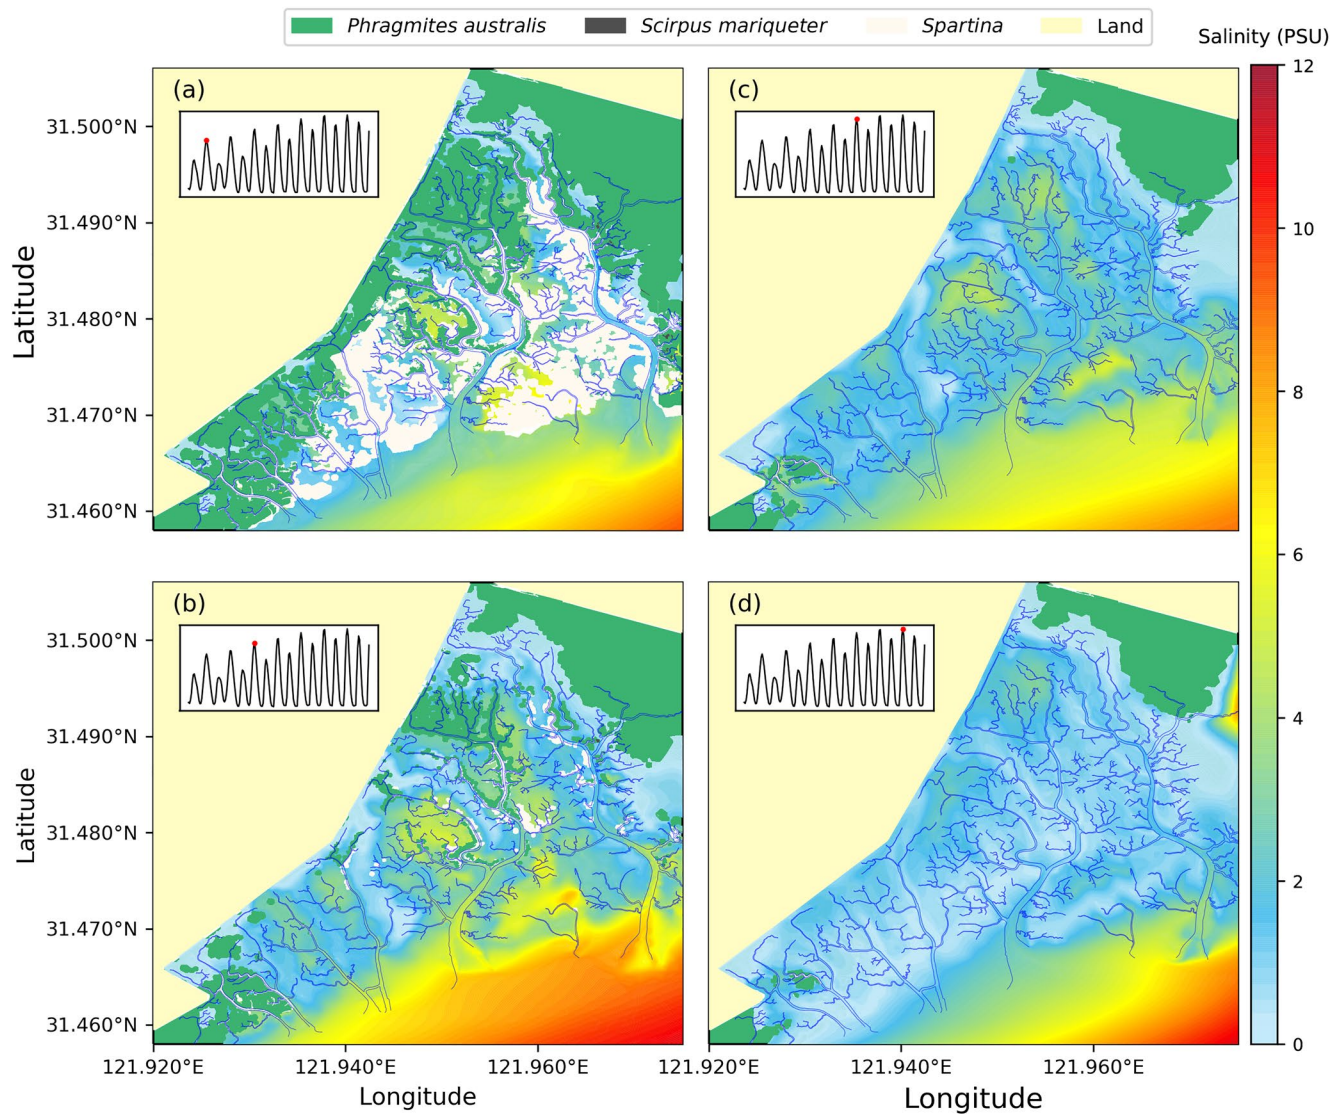 Phragmites australis Scirpus mariqueter Spartina Land
Salinity (PSU)
(a)
31.500°N
31.490°N
31.480°N
31.470°N
31.460°N
Latitude
(c)
12
10
8
6
4
2
0
(b)
31.500°N
31.490°N
31.480°N
31.470°N
31.460°N
Latitude
121.920°E 121.940°E 121.960°E
Longitude
(d)
121.920°E 121.940°E 121.960°E
Longitude